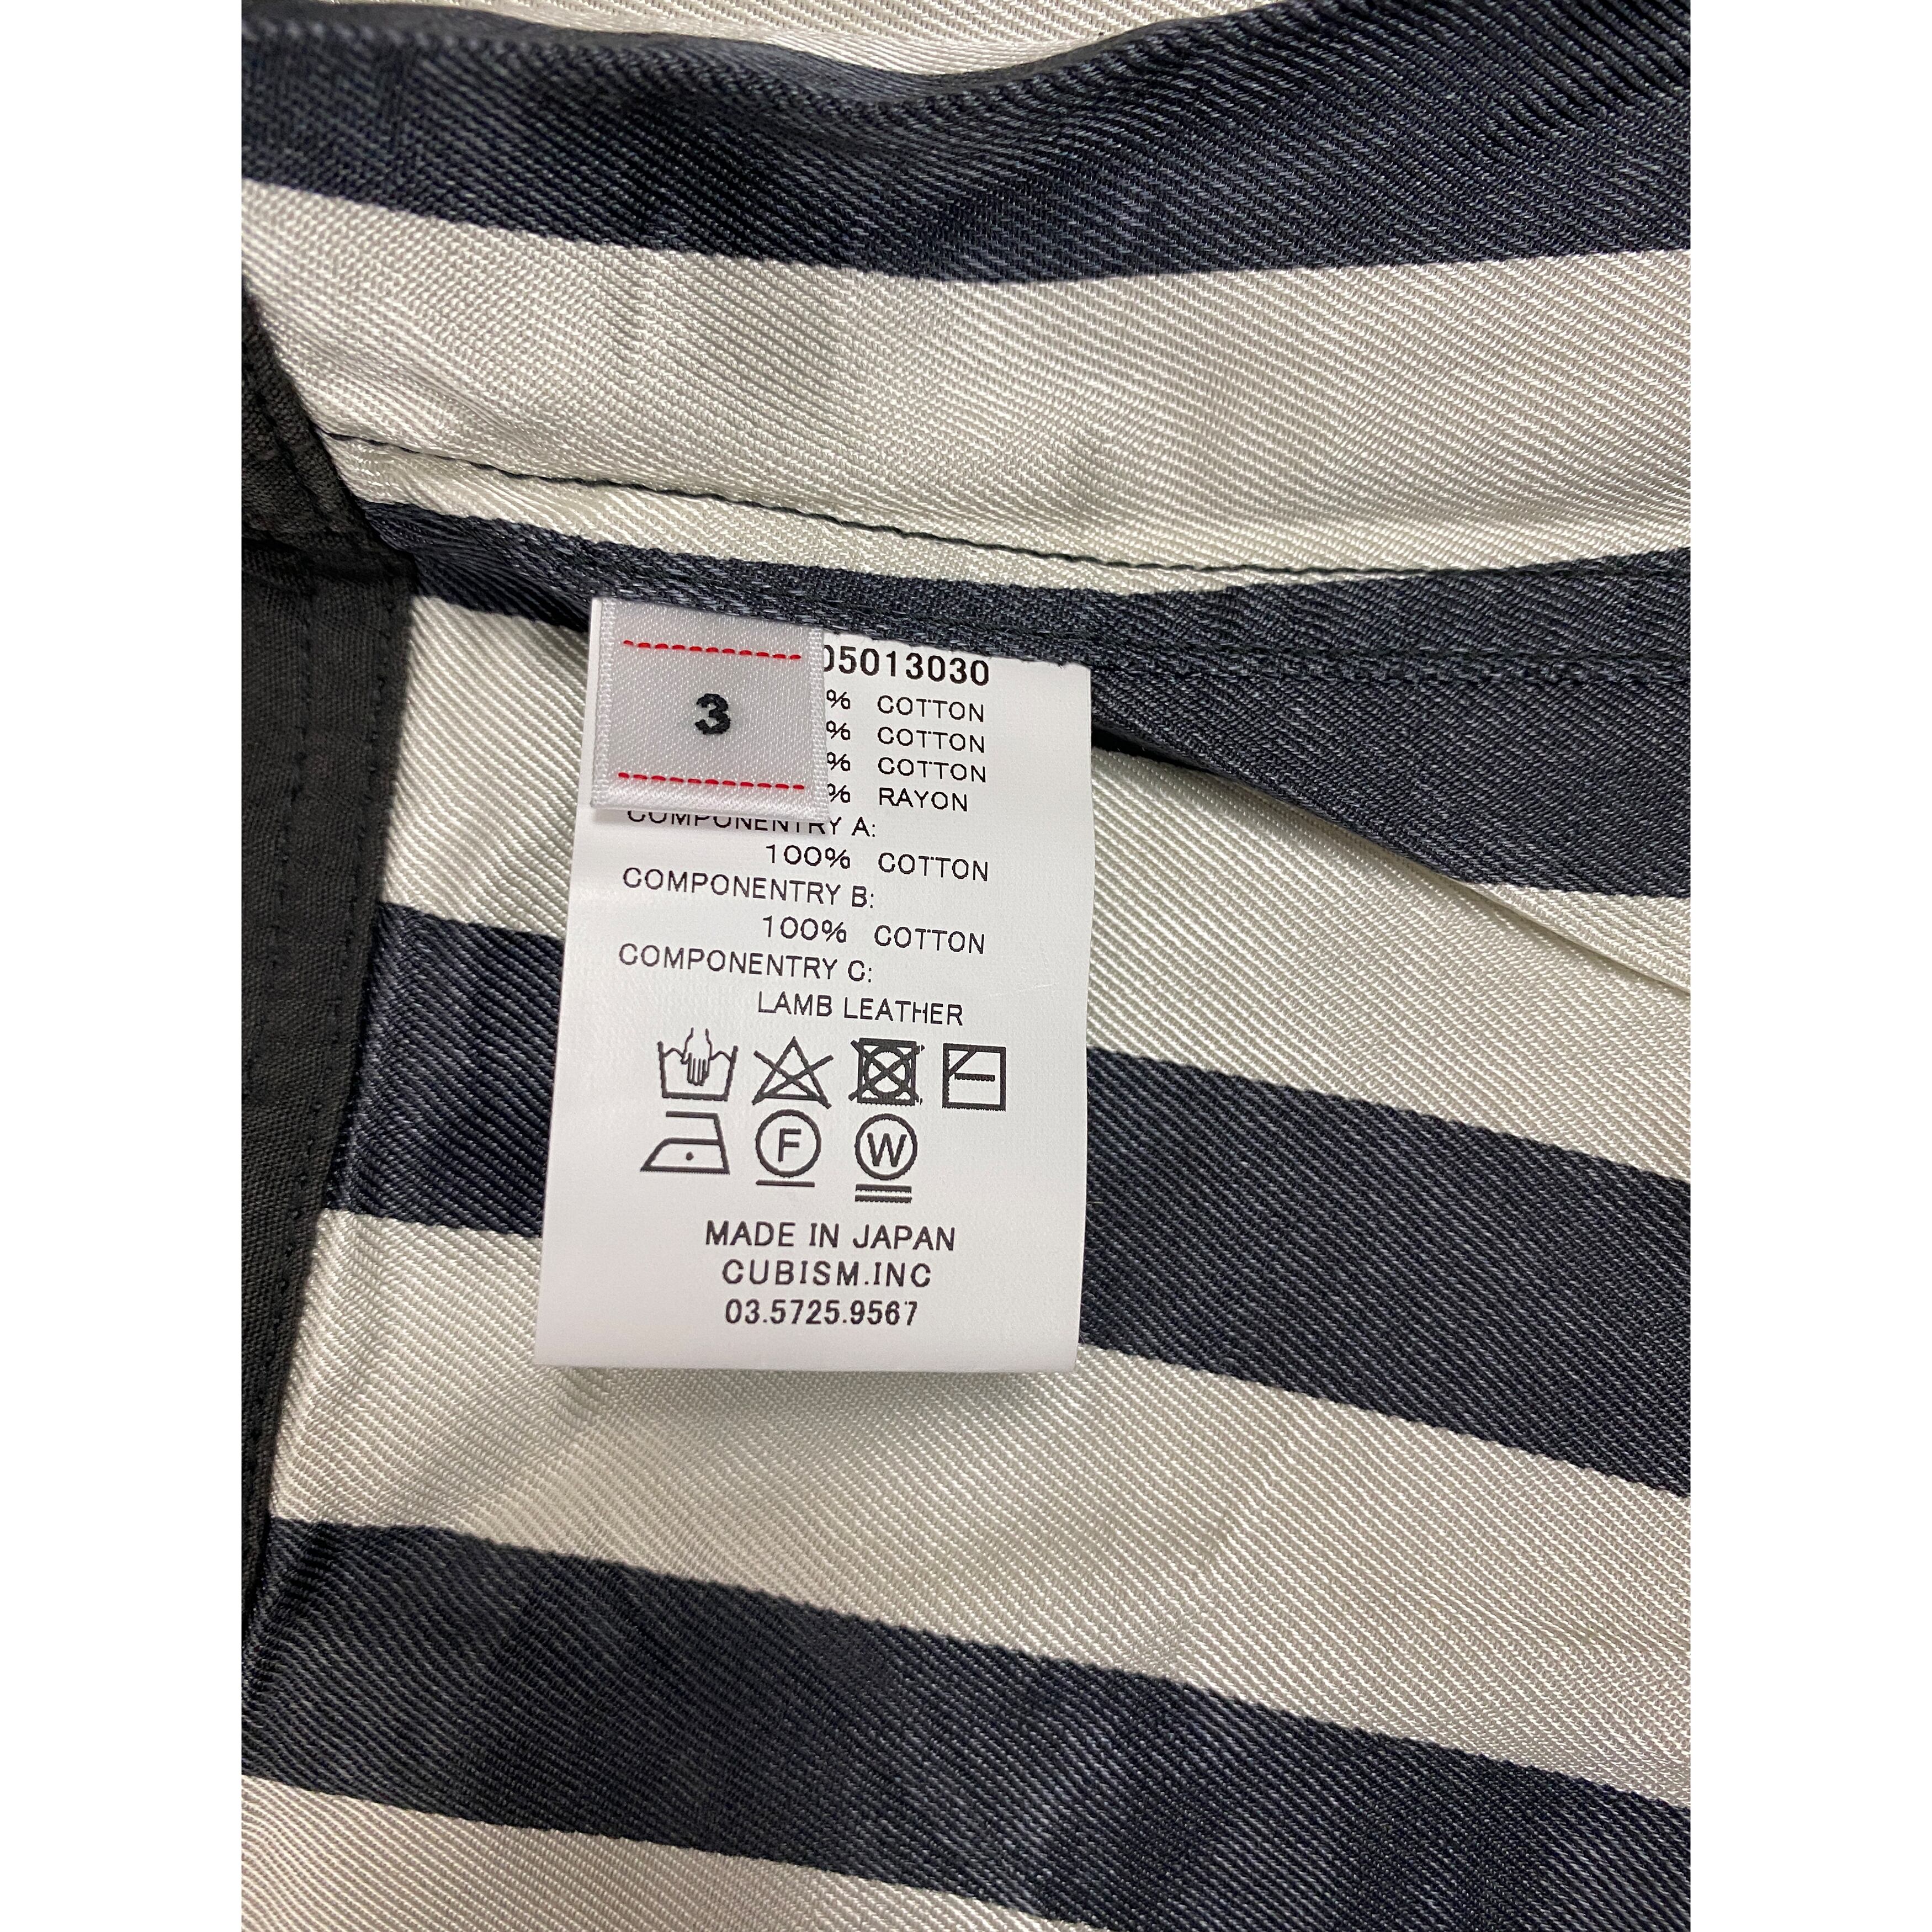 3
05013030
% COTTON
% COTTON
% COTTON
% RAYON
COMPONENTRY A:
100% COTTON
COMPONENTRY B:
100% COTTON
COMPONENTRY C:
LAMB LEATHER
F
W
MADE IN JAPAN
CUBISM.INC
03.5725.9567